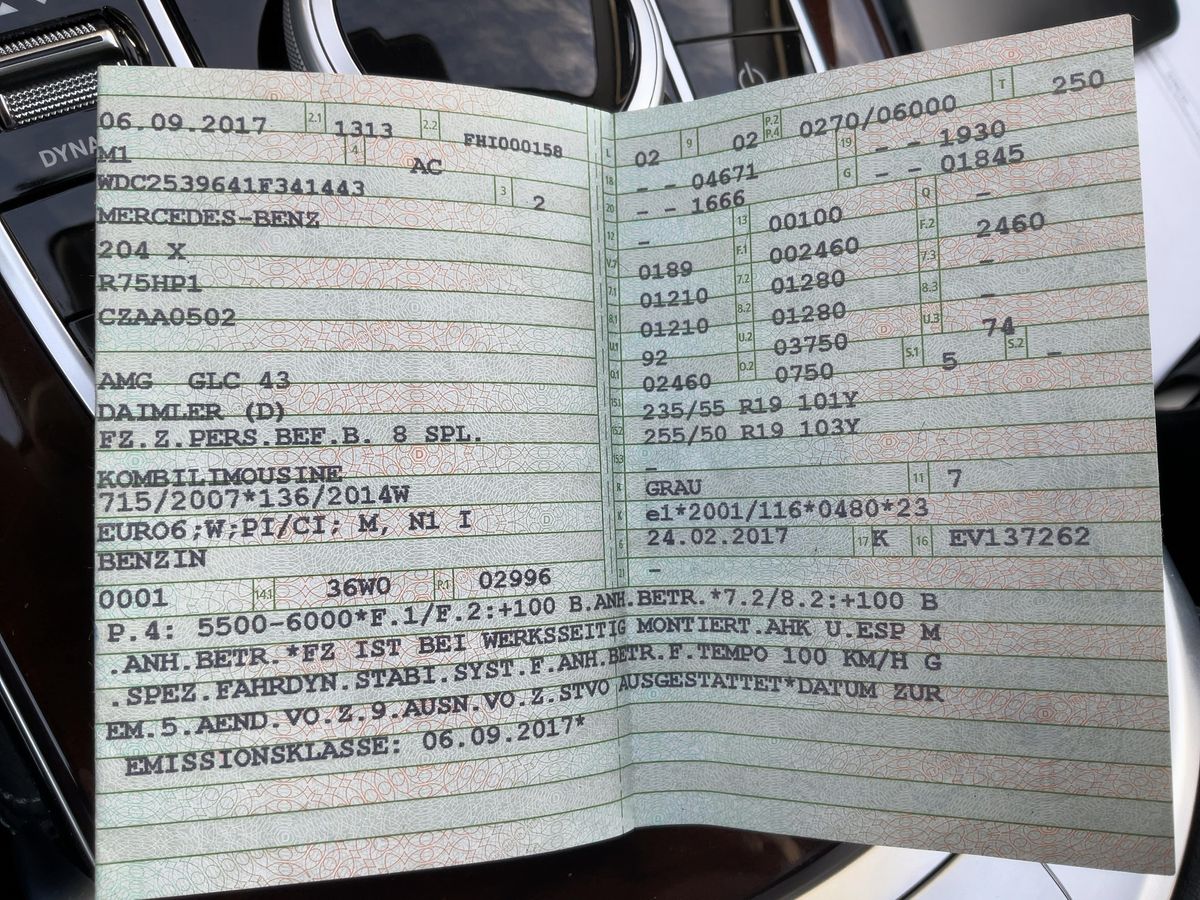 06.09.2017 2.1 1313 2.2 FHI000158
M1 4 AC
WDC2539641F341443 3 2
MERCEDES-BENZ
204 X
R75HP1
CZAA0502
AMG GLC 43
DAIMLER (D)
FZ.Z.PERS.BEF.B. 8 SPL.
KOMBILIMOUSINE
715/2007*136/2014W
EURO6;W;PI/CI; M, N1 I
BENZIN
0001 14.1 36W0 P.1 02996
L 02 9 02 P.2 P.4 0270/06000 T 250
18 - - 04671 19 - - 1930
20 - - 1666 G - - 01845
12 - 13 00100 Q -
V.7 0189 F.1 002460 F.2 2460
7.1 01210 7.2 01280 7.3 -
8.1 01210 8.2 01280 8.3 -
U.1 92 U.2 03750 U.3 74
O.1 02460 O.2 0750 S.1 5 S.2 -
15.1 235/55 R19 101Y
15.2 255/50 R19 103Y
15.3 -
R GRAU 11 7
K e1*2001/116*0480*23
6 24.02.2017 17 K 16 EV137262
21 -
P.4: 5500-6000*F.1/F.2:+100 B.ANH.BETR.*7.2/8.2:+100 B
.ANH.BETR.*FZ IST BEI WERKSSEITIG MONTIERT.AHK U.ESP M
.SPEZ.FAHRDYN.STABI.SYST.F.ANH.BETR.F.TEMPO 100 KM/H G
EM.5.AEND.VO.Z.9.AUSN.VO.Z.STVO AUSGESTATTET*DATUM ZUR
EMISSIONSKLASSE: 06.09.2017*
DYNA